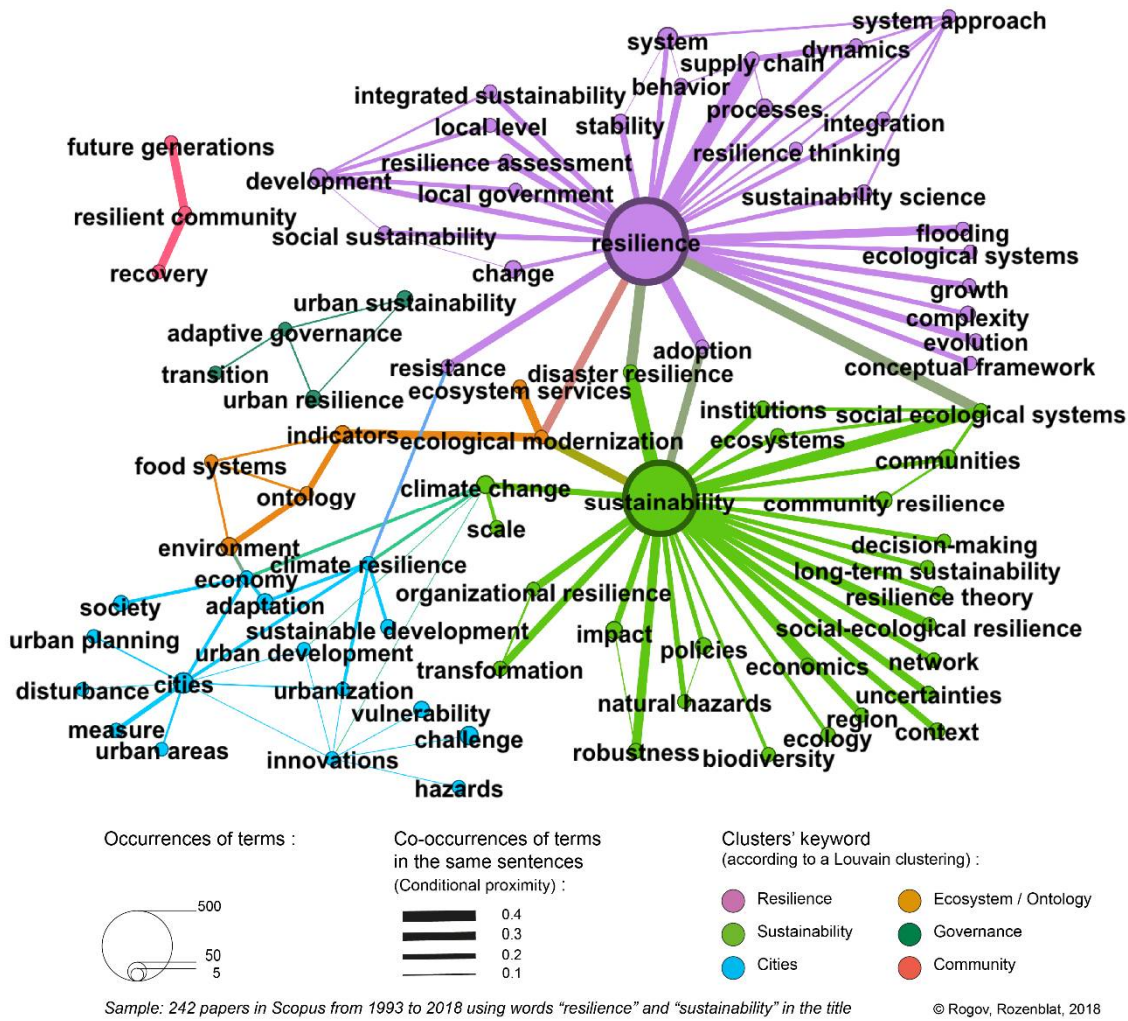 system approach
system
dynamics
supply chain
behavior
integrated sustainability
processes
local level
stability
integration
future generations
resilience assessment
resilience thinking
development
local government
sustainability science
resilient community
social sustainability
resilience
flooding
ecological systems
recovery
change
growth
urban sustainability
complexity
adaptive governance
evolution
adoption
transition
resistance
disaster resilience
conceptual framework
ecosystem services
urban resilience
institutions
social ecological systems
indicators
ecological modernization
ecosystems
food systems
communities
climate change
ontology
sustainability
community resilience
scale
environment
decision-making
climate resilience
economy
long-term sustainability
organizational resilience
society
adaptation
resilience theory
urban planning
sustainable development
impact
social-ecological resilience
urban development
policies
transformation
economics
network
disturbance
cities
urbanization
natural hazards
uncertainties
vulnerability
region
measure
challenge
ecology
context
urban areas
robustness
biodiversity
innovations
hazards
Occurrences of terms :
500
50
5
Co-occurrences of terms
in the same sentences
(Conditional proximity) :
0.4
0.3
0.2
0.1
Clusters' keyword
(according to a Louvain clustering) :
Resilience
Sustainability
Cities
Ecosystem / Ontology
Governance
Community
Sample: 242 papers in Scopus from 1993 to 2018 using words “resilience” and “sustainability” in the title
© Rogov, Rozenblat, 2018